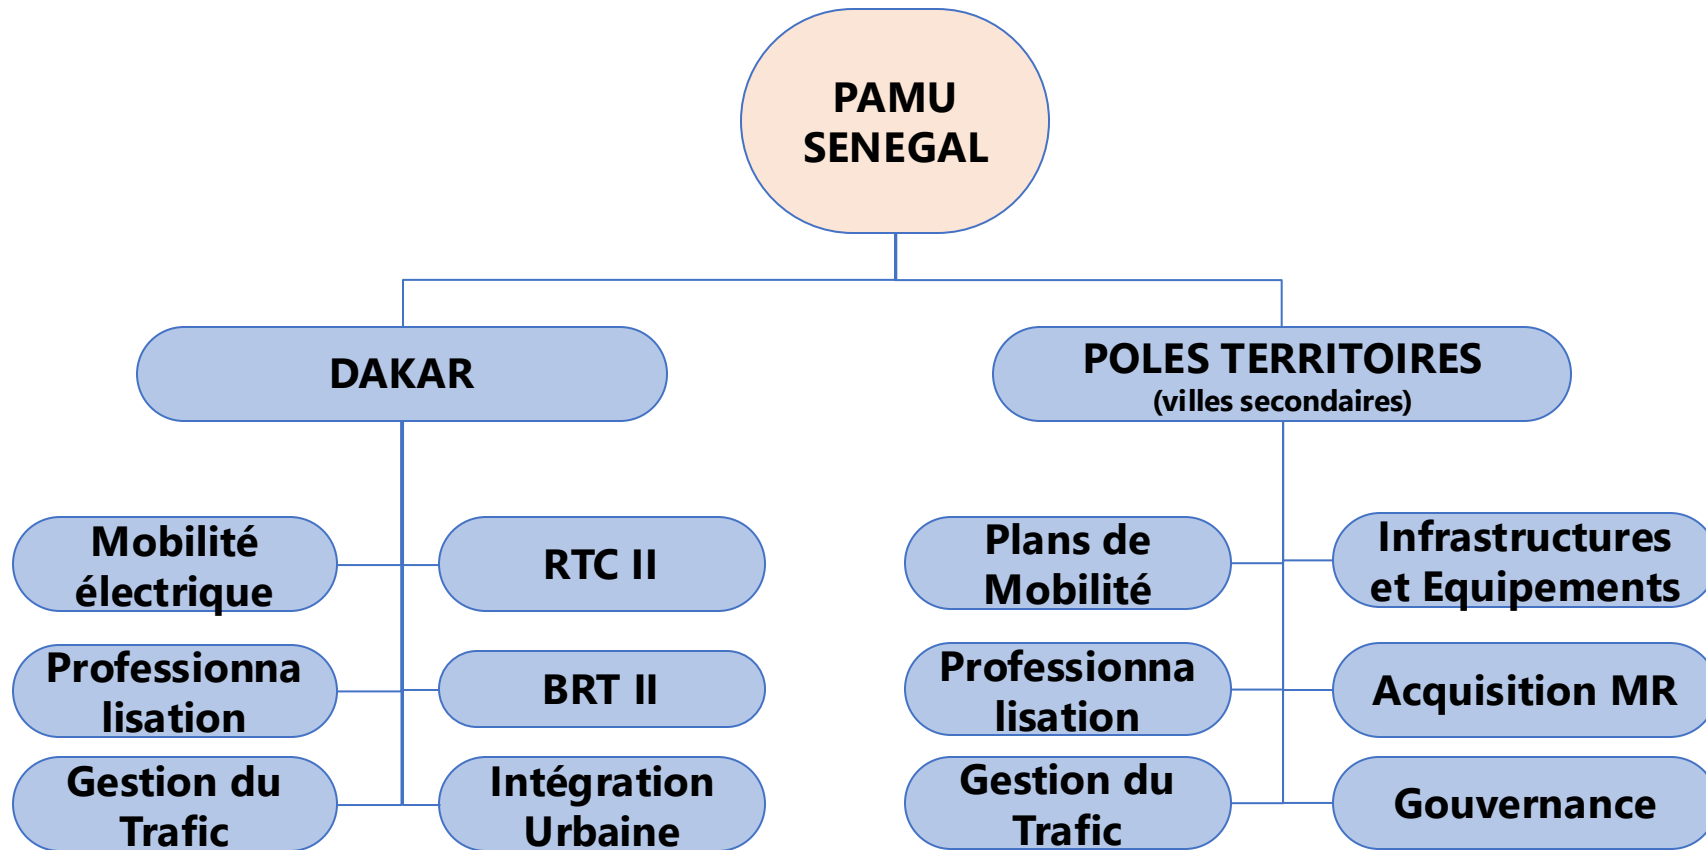 PAMU
SENEGAL
DAKAR
POLES TERRITOIRES
(villes secondaires)
Mobilité
électrique
RTC II
Professionna
lisation
BRT II
Gestion du
Trafic
Intégration
Urbaine
Plans de
Mobilité
Infrastructures
et Equipements
Professionna
lisation
Acquisition MR
Gestion du
Trafic
Gouvernance